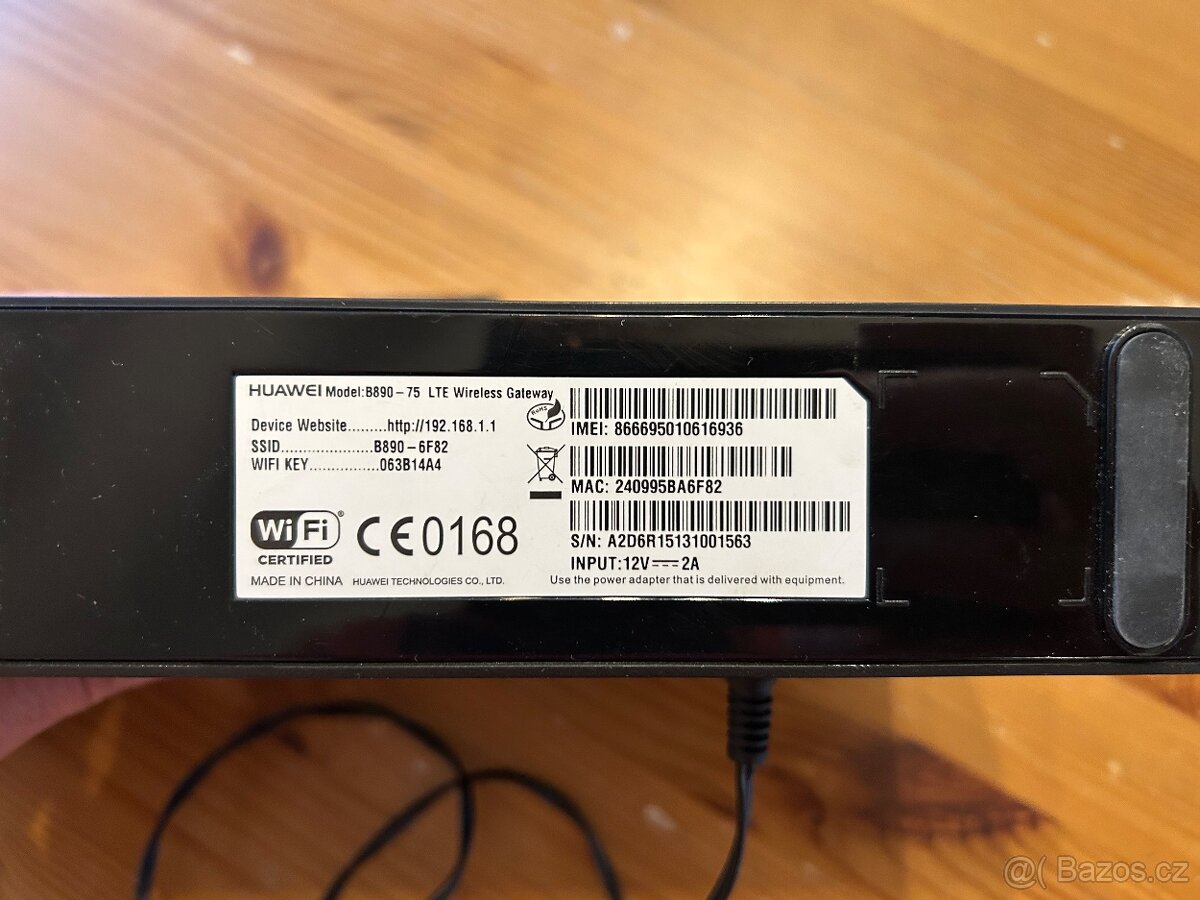 HUAWEI Model:B890-75 LTE Wireless Gateway
Device Website.........http://192.168.1.1
SSID.....................B890-6F82
WIFI KEY................063B14A4
RoHS
IMEI: 866695010616936
MAC: 240995BA6F82
S/N: A2D6R15131001563
INPUT:12V 2A
Wi Fi®
CERTIFIED
CE0168
MADE IN CHINA HUAWEI TECHNOLOGIES CO., LTD.
Use the power adapter that is delivered with equipment.
@( Bazos.cz